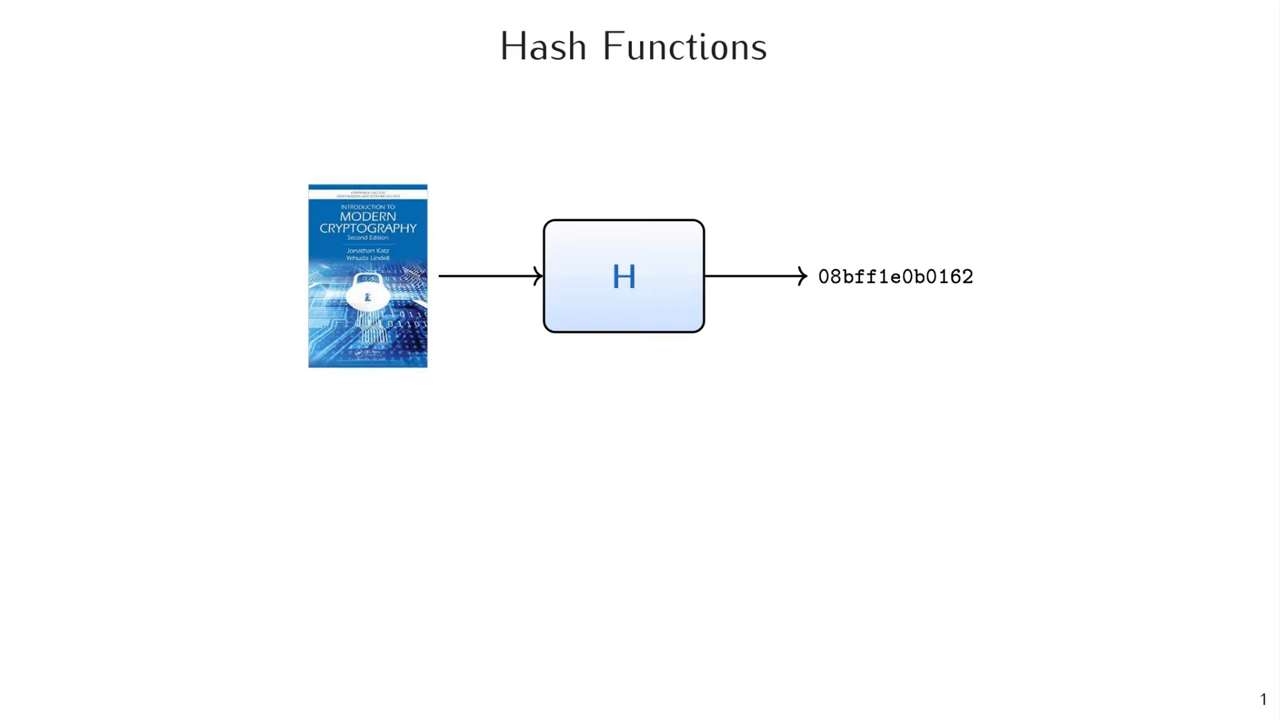 Hash Functions
INTRODUCTION TO
MODERN
CRYPTOGRAPHY
Second Edition
Jonathan Katz
Yehuda Lindell
H
08bff1e0b0162
1